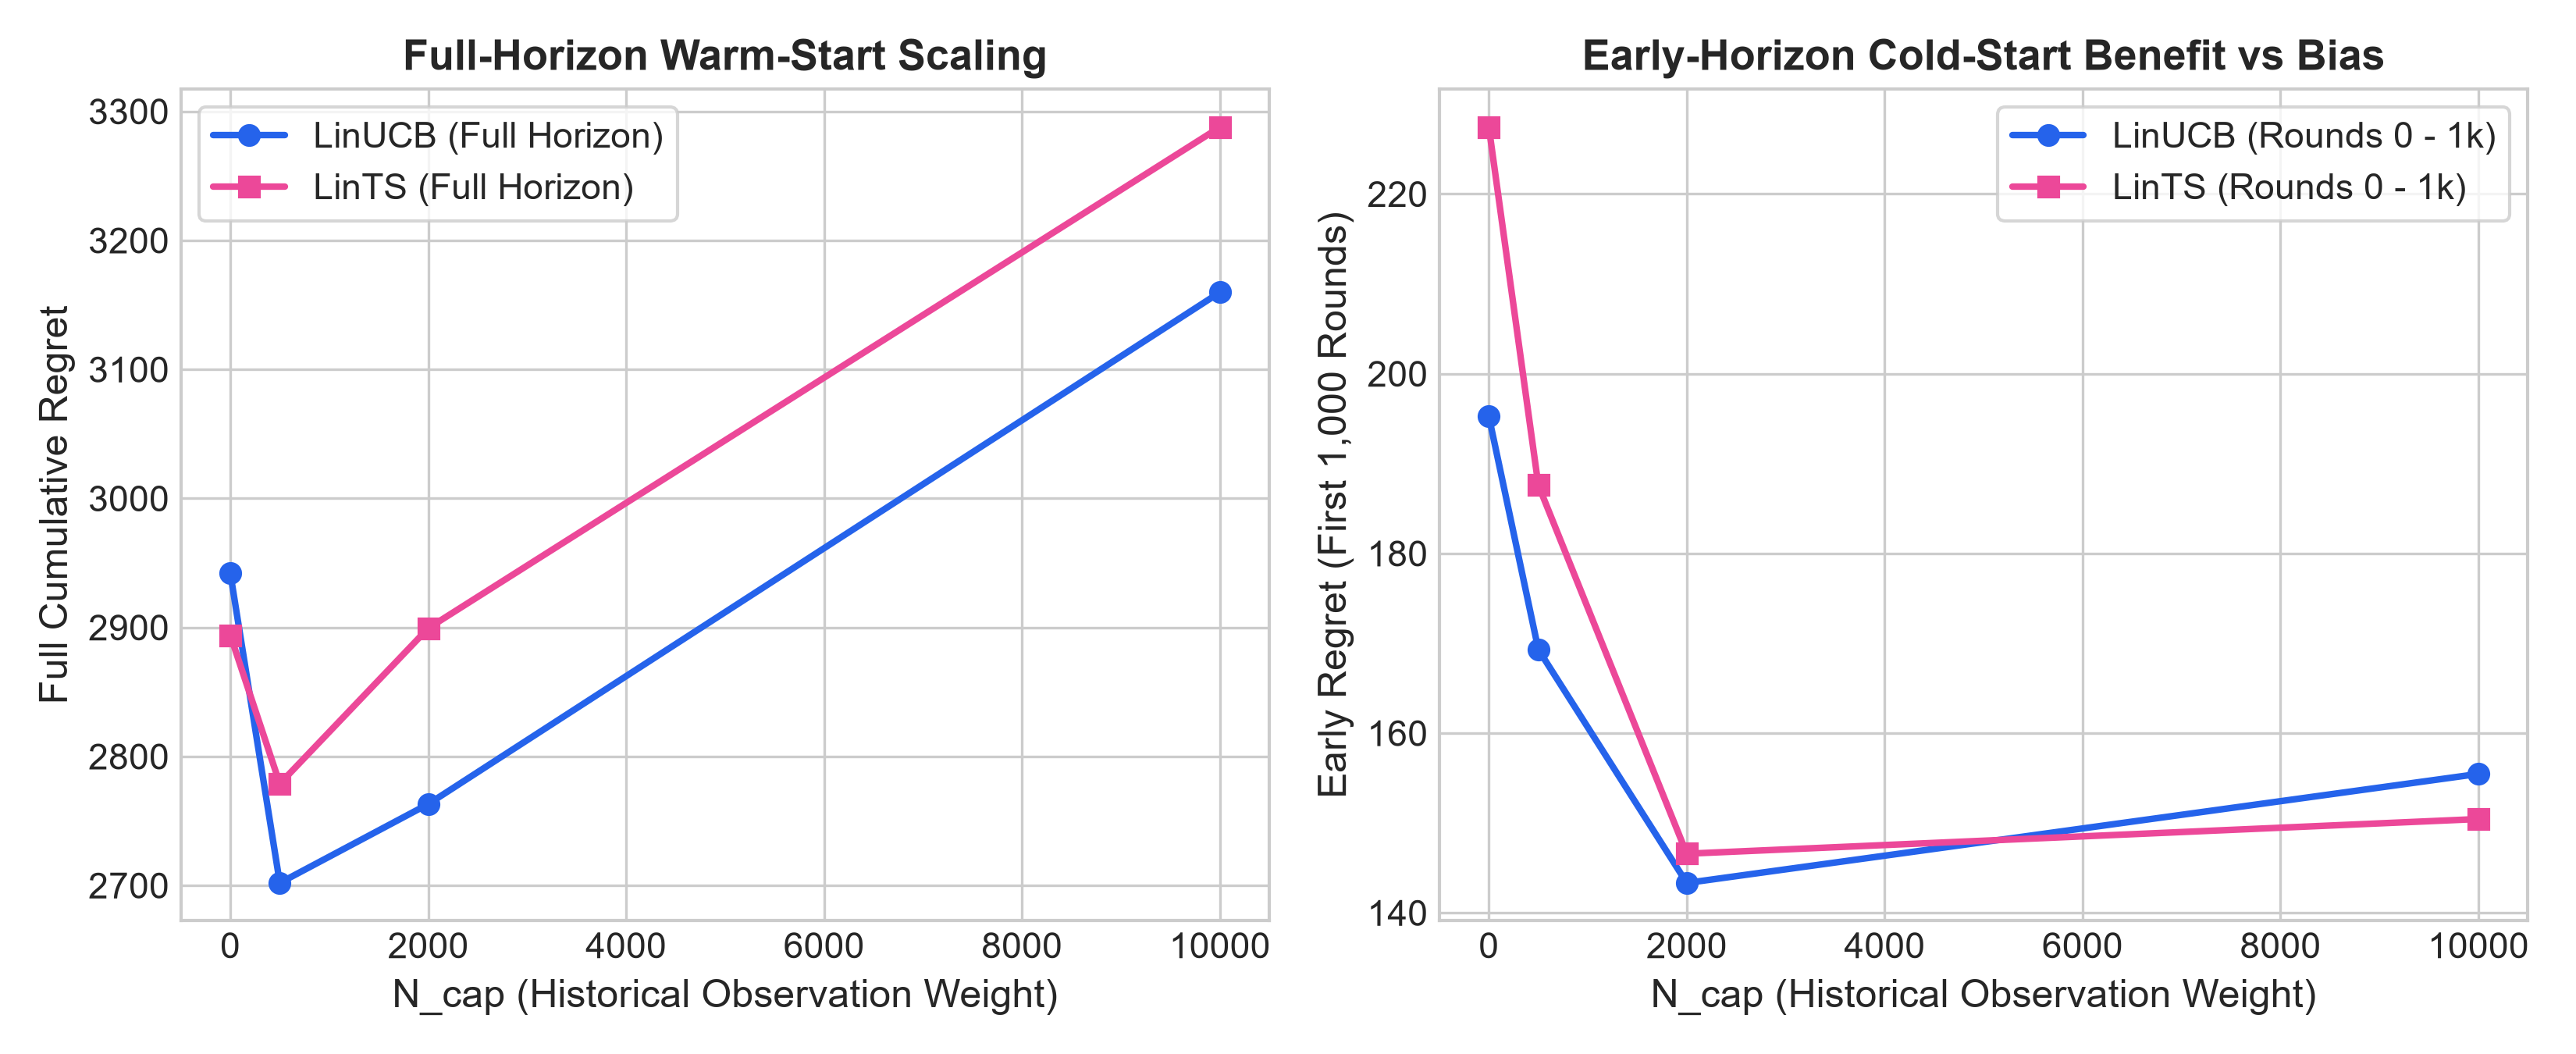 Full-Horizon Warm-Start Scaling
3300
3200
3100
3000
2900
2800
2700
Full Cumulative Regret
LinUCB (Full Horizon)
LinTS (Full Horizon)
0 2000 4000 6000 8000 10000
N_cap (Historical Observation Weight)
Early-Horizon Cold-Start Benefit vs Bias
220
200
180
160
140
Early Regret (First 1,000 Rounds)
LinUCB (Rounds 0 - 1k)
LinTS (Rounds 0 - 1k)
0 2000 4000 6000 8000 10000
N_cap (Historical Observation Weight)